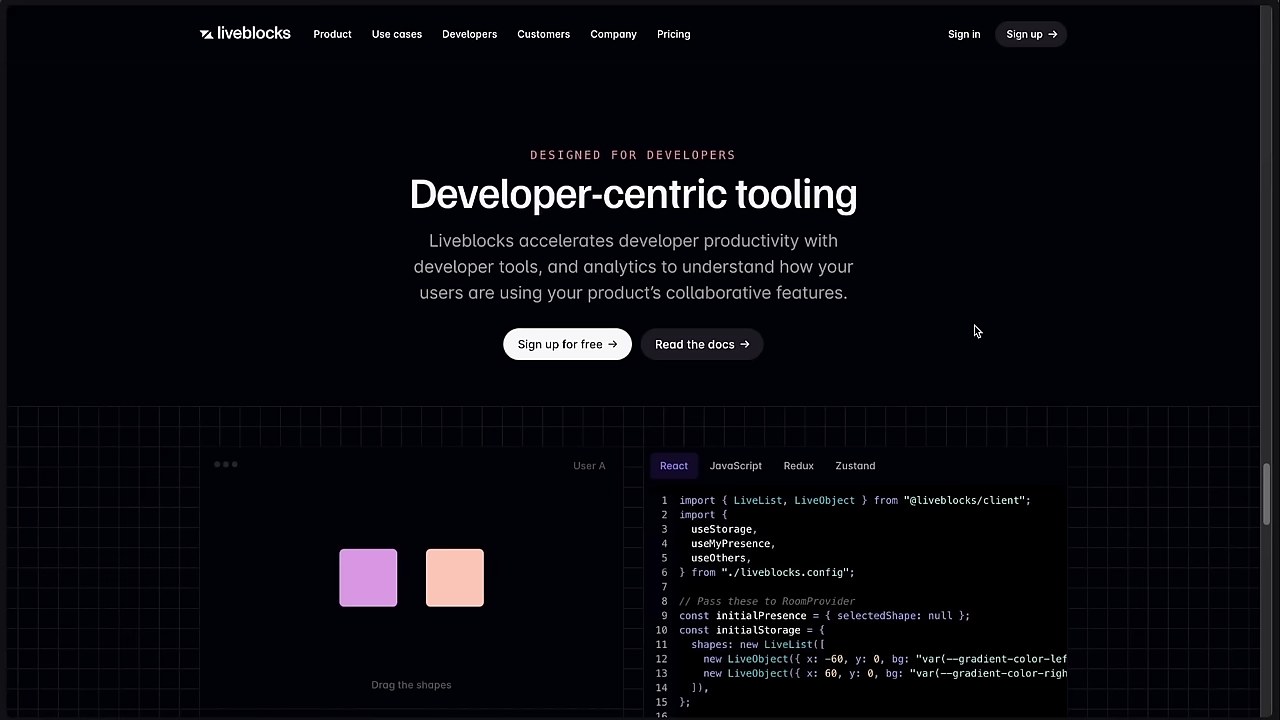 liveblocks Product Use cases Developers Customers Company Pricing Sign in Sign up →
DESIGNED FOR DEVELOPERS
Developer-centric tooling
Liveblocks accelerates developer productivity with
developer tools, and analytics to understand how your
users are using your product’s collaborative features.
Sign up for free → Read the docs →
User A
Drag the shapes
React JavaScript Redux Zustand
1 import { LiveList, LiveObject } from "@liveblocks/client";
2 import {
3 useStorage,
4 useMyPresence,
5 useOthers,
6 } from "./liveblocks.config";
7
8 // Pass these to RoomProvider
9 const initialPresence = { selectedShape: null };
10 const initialStorage = {
11 shapes: new LiveList([
12 new LiveObject({ x: -60, y: 0, bg: "var(--gradient-color-lef
13 new LiveObject({ x: 60, y: 0, bg: "var(--gradient-color-righ
14 ]),
15 };
16